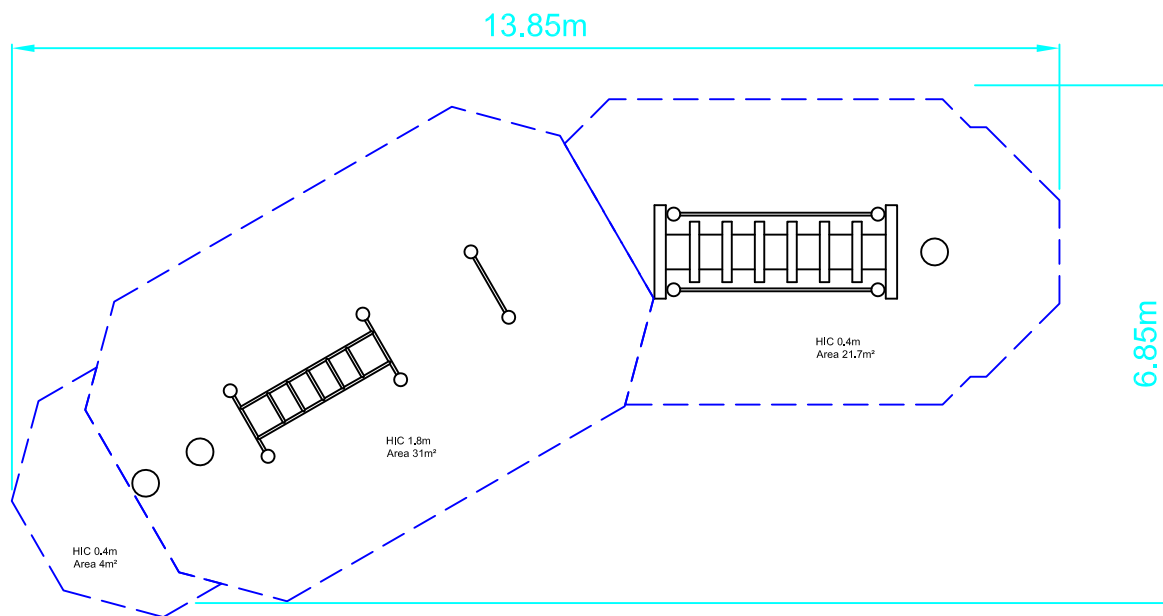 13.85m
6.85m
HIC 0.4m
Area 21.7m²
HIC 1.8m
Area 31m²
HIC 0.4m
Area 4m²